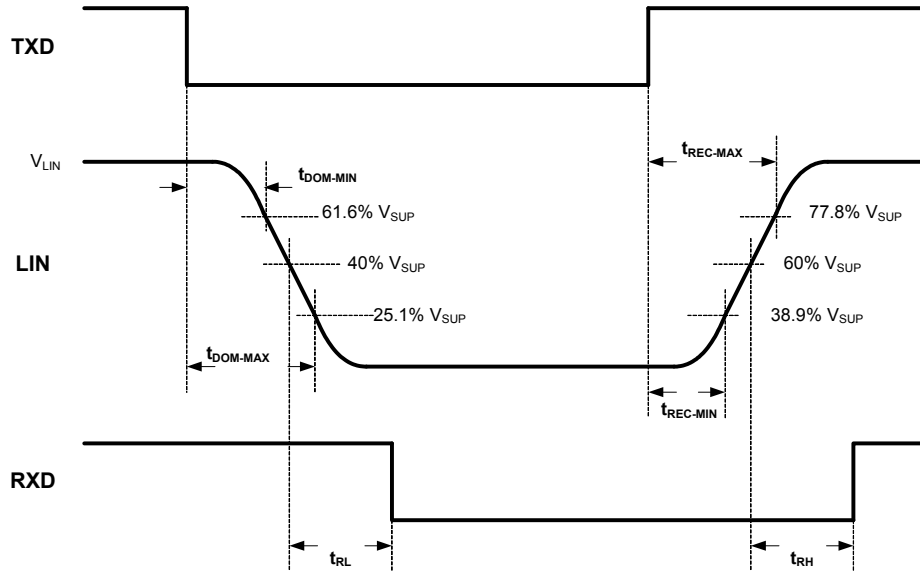 TXD
V_LIN
t_DOM-MIN
t_REC-MAX
61.6% V_SUP
77.8% V_SUP
LIN
40% V_SUP
60% V_SUP
25.1% V_SUP
38.9% V_SUP
t_DOM-MAX
t_REC-MIN
RXD
t_RL
t_RH